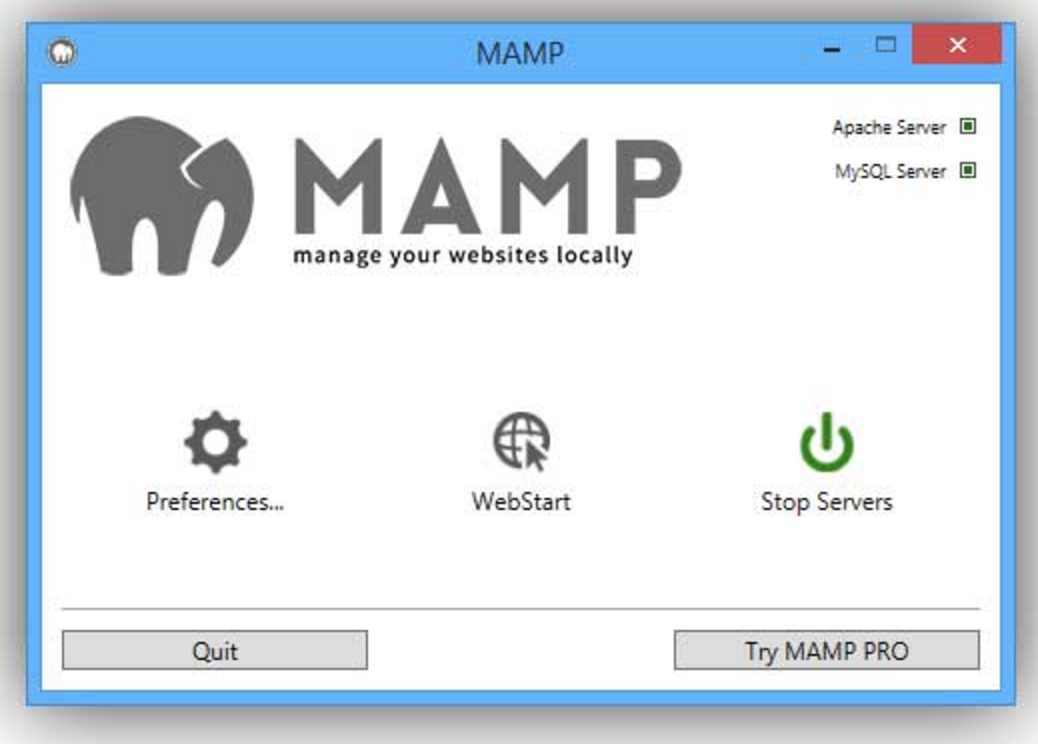 MAMP
Apache Server
MySQL Server
MAMP
manage your websites locally
Preferences...
WebStart
Stop Servers
Quit
Try MAMP PRO